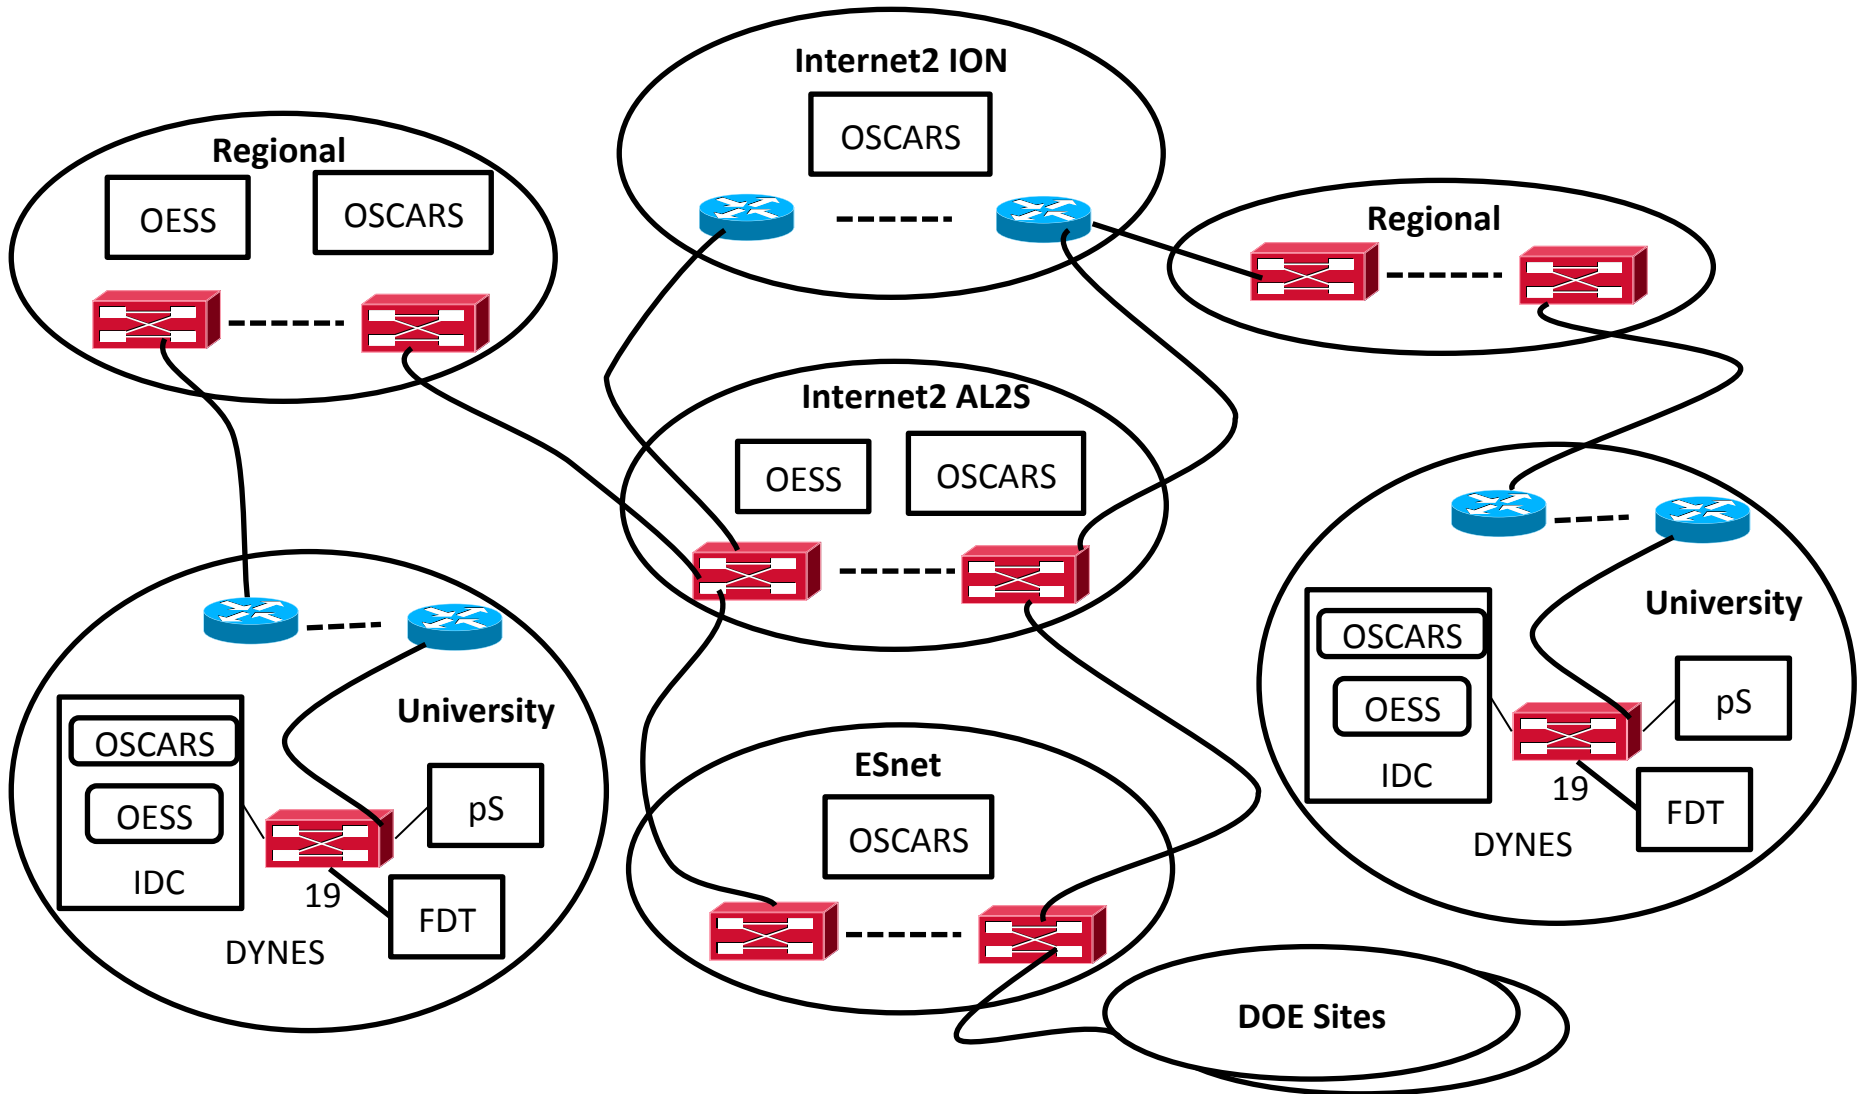 Internet2 ION
OSCARS
Regional
OESS
OSCARS
Regional
Internet2 AL2S
OESS
OSCARS
University
OSCARS
OESS
IDC
pS
19
FDT
DYNES
University
OSCARS
OESS
IDC
pS
19
FDT
DYNES
ESnet
OSCARS
DOE Sites